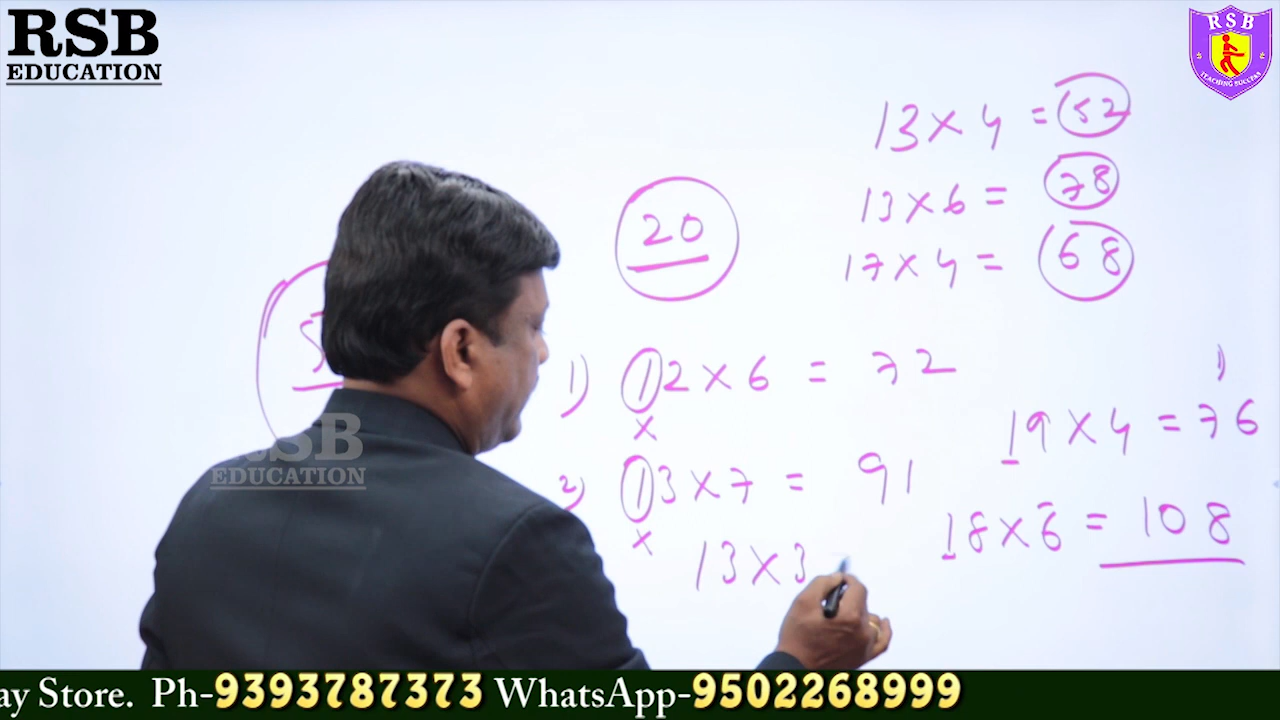 RSB
EDUCATION
RSB
TEACHING SUCCESS
13 × 4 = 52
13 × 6 = 78
17 × 4 = 68
20
1) 12 × 6 = 72
×
1)
19 × 4 = 76
2) 13 × 7 = 91
×
18 × 6 = 108
13 × 3
RSB
EDUCATION
ay Store. Ph-9393787373 WhatsApp-9502268999